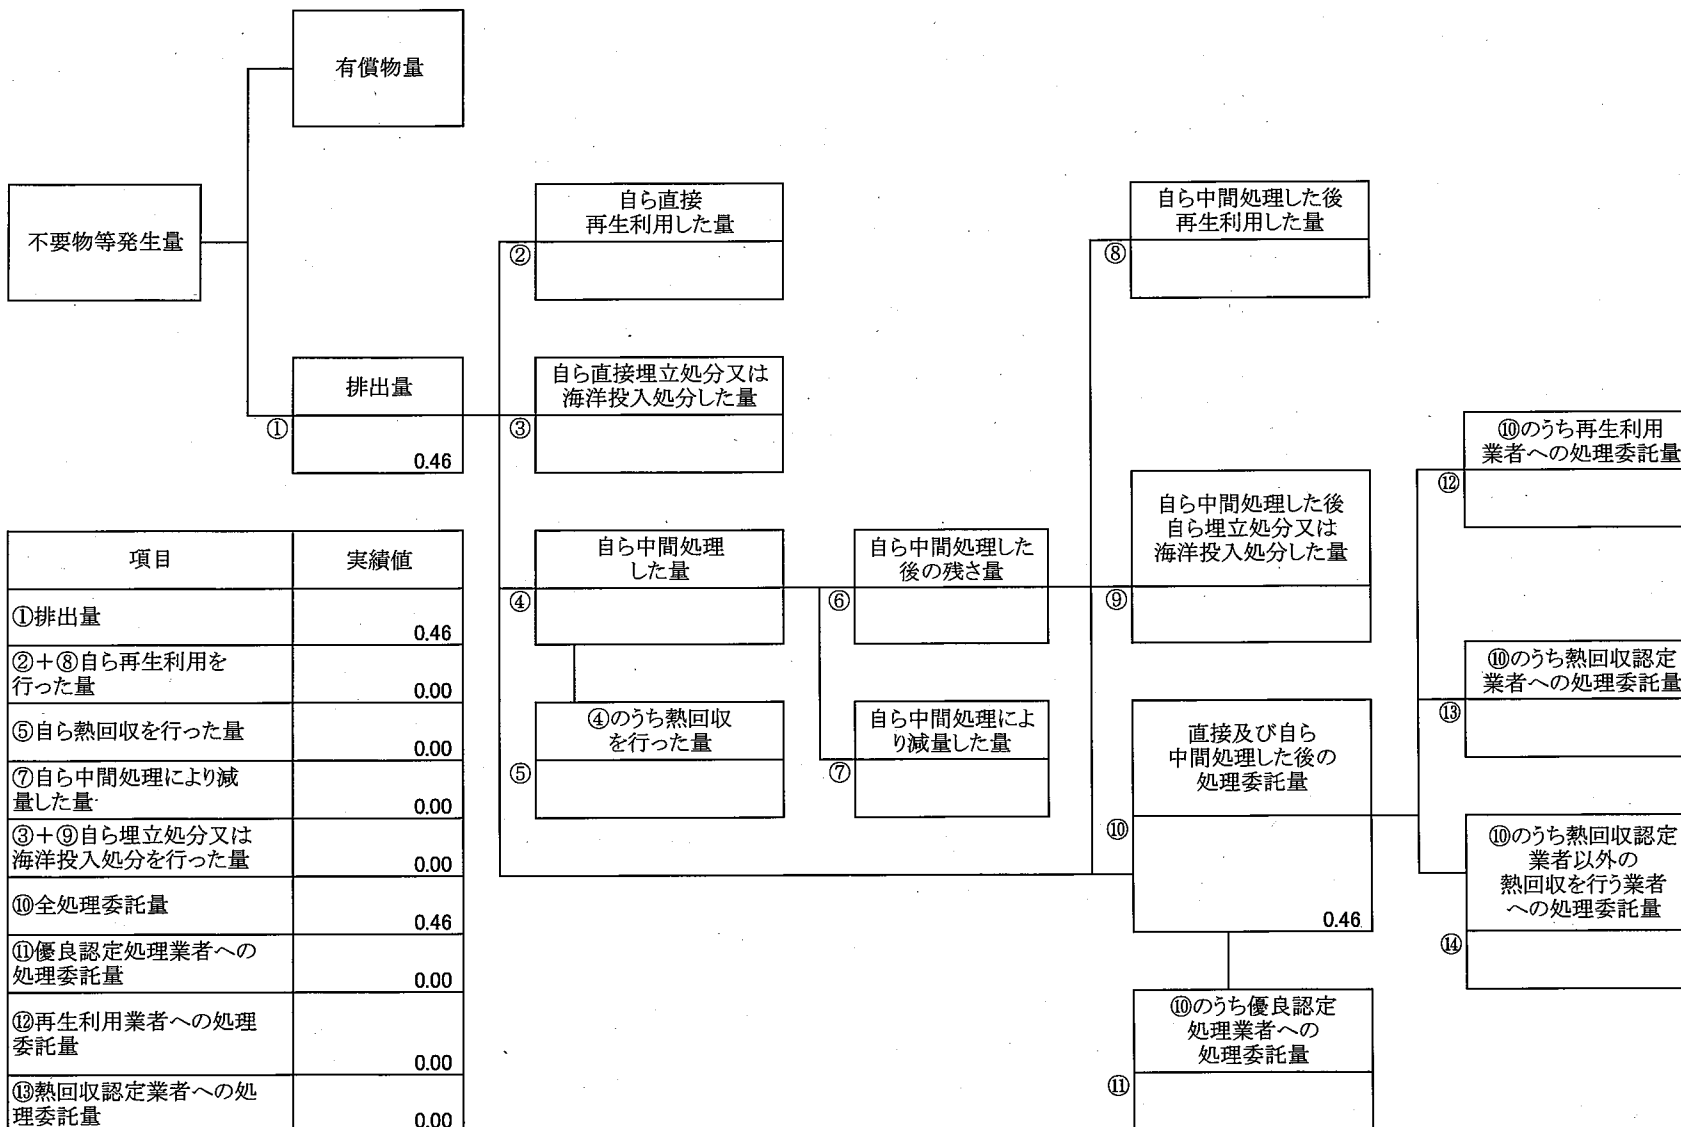 有償物量
不要物等発生量
排出量
①
0.46
自ら直接
再生利用した量
②
自ら直接埋立処分又は
海洋投入処分した量
③
自ら中間処理
した量
④
④のうち熱回収
を行った量
⑤
自ら中間処理した
後の残さ量
⑥
自ら中間処理によ
り減量した量
⑦
自ら中間処理した後
再生利用した量
⑧
自ら中間処理した後
自ら埋立処分又は
海洋投入処分した量
⑨
直接及び自ら
中間処理した後の
処理委託量
⑩
0.46
⑩のうち優良認定
処理業者への
処理委託量
⑪
⑩のうち再生利用
業者への処理委託量
⑫
⑩のうち熱回収認定
業者への処理委託量
⑬
⑩のうち熱回収認定
業者以外の
熱回収を行う業者
への処理委託量
⑭
項目 実績値
①排出量
0.46
②+⑧自ら再生利用を
行った量 0.00
⑤自ら熱回収を行った量
0.00
⑦自ら中間処理により減
量した量 0.00
③+⑨自ら埋立処分又は
海洋投入処分を行った量 0.00
⑩全処理委託量
0.46
⑪優良認定処理業者への
処理委託量 0.00
⑫再生利用業者への処理
委託量
0.00
⑬熱回収認定業者への処
理委託量 0.00